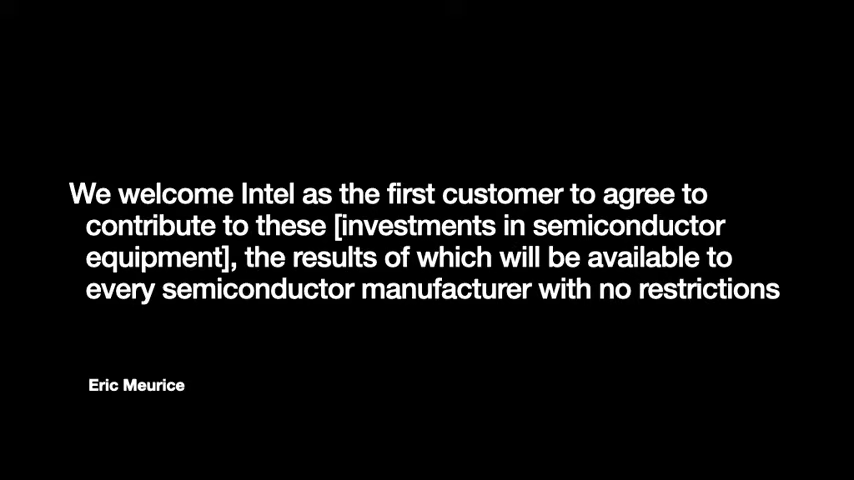 We welcome Intel as the first customer to agree to
contribute to these [investments in semiconductor
equipment], the results of which will be available to
every semiconductor manufacturer with no restrictions
Eric Meurice